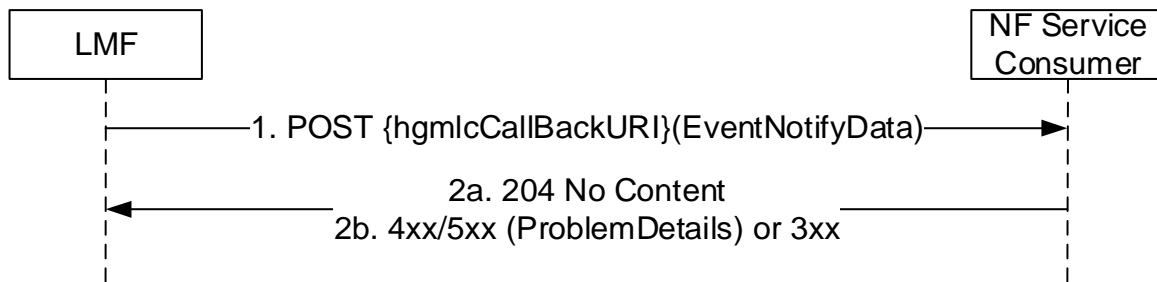 LMF
NF Service
Consumer
1. POST {hgmlcCallBackURI}(EventNotifyData)
2a. 204 No Content
2b. 4xx/5xx (ProblemDetails) or 3xx